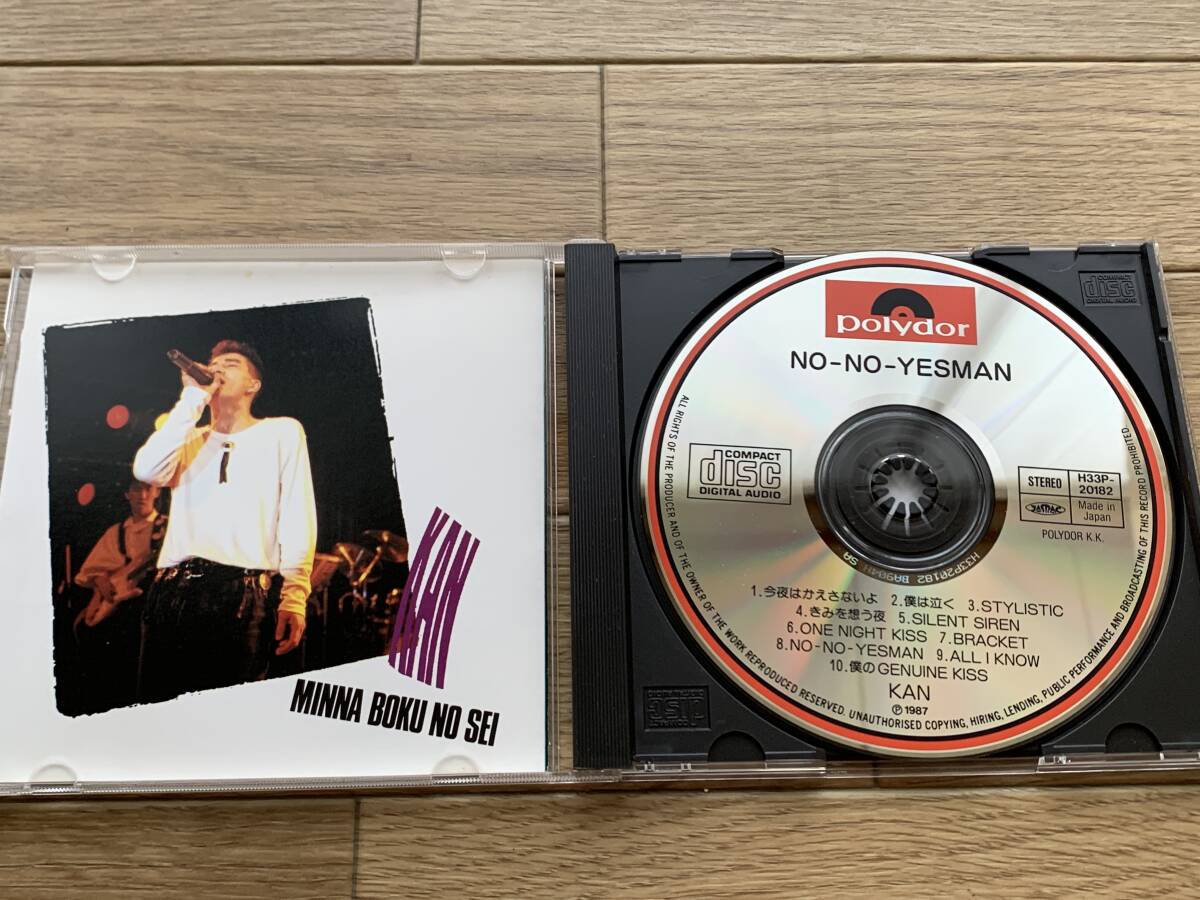 KAN
MINNA BOKU NO SEI
polydor
NO-NO-YESMAN
COMPACT
disc
DIGITAL AUDIO
STEREO
H33P-
20182
JASRAC
Made in
Japan
POLYDOR K.K.
1.今夜はかえさないよ 2.僕は泣く 3.STYLISTIC
4.きみを想う夜 5.SILENT SIREN
6.ONE NIGHT KISS 7.BRACKET
8.NO-NO-YESMAN 9.ALL I KNOW
10.僕のGENUINE KISS
KAN
℗1987
ALL RIGHTS OF THE PRODUCER AND OF THE OWNER OF THE WORK REPRODUCED RESERVED. UNAUTHORISED COPYING, HIRING, LENDING, PUBLIC PERFORMANCE AND BROADCASTING OF THIS RECORD PROHIBITED
COMPACT
disc
DIGITAL AUDIO